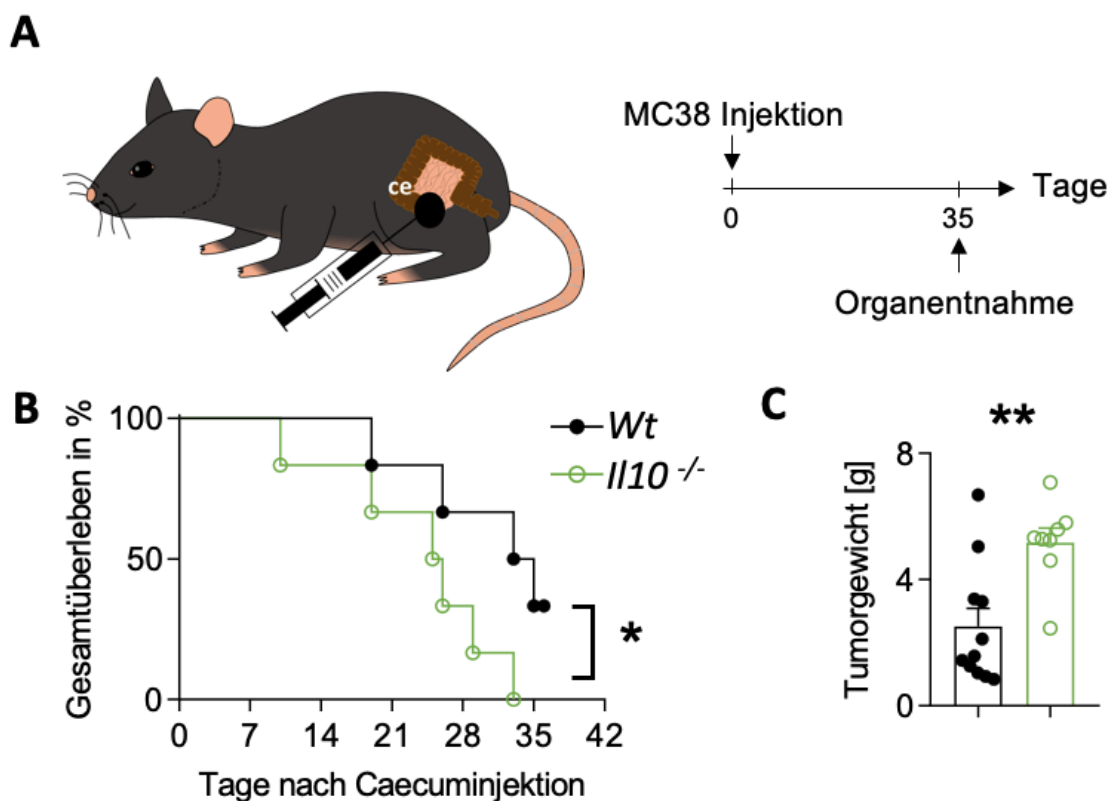 A
MC38 Injektion
ce
Tage
0
35
Organentnahme
B
Gesamtüberleben in %
100
50
0
0 7 14 21 28 35 42
Tage nach Caecuminjektion
Wt
Il10 -/-
*
C
**
Tumorgewicht [g]
8
4
0